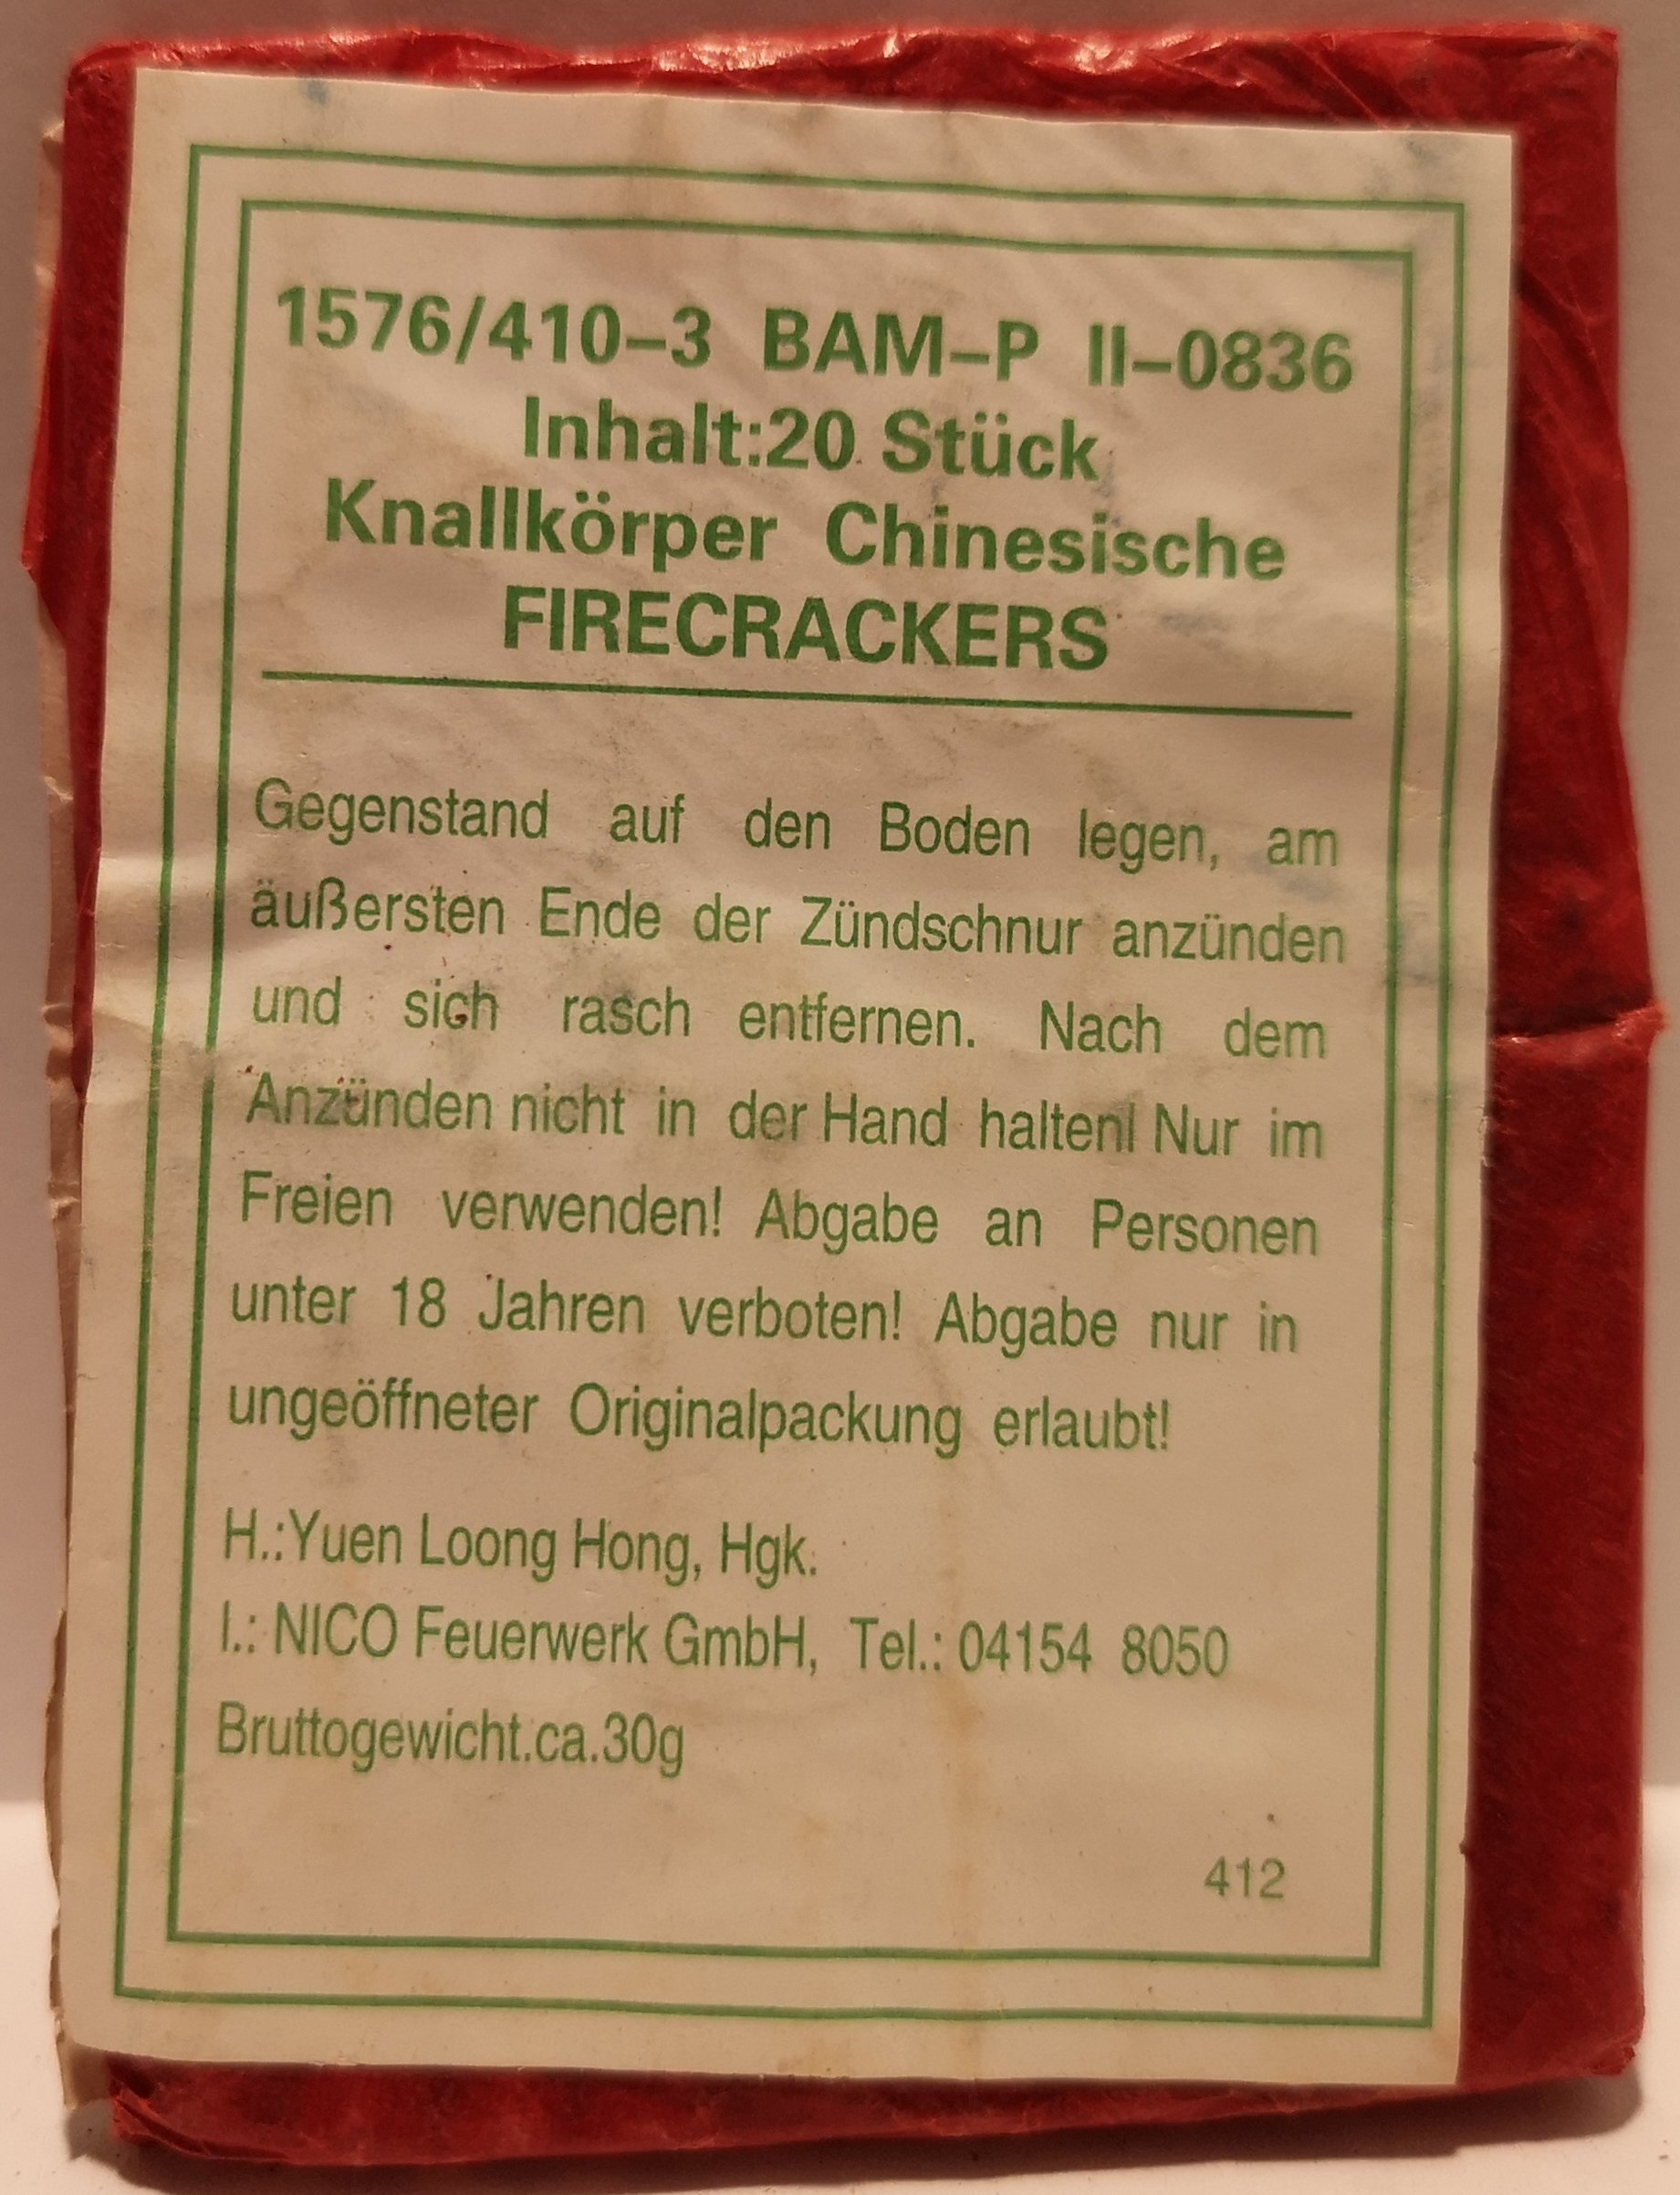 1576/410-3 BAM-P II-0836
Inhalt:20 Stück
Knallkörper Chinesische
FIRECRACKERS
Gegenstand auf den Boden legen, am
äußersten Ende der Zündschnur anzünden
und sich rasch entfernen. Nach dem
Anzünden nicht in der Hand halten! Nur im
Freien verwenden! Abgabe an Personen
unter 18 Jahren verboten! Abgabe nur in
ungeöffneter Originalpackung erlaubt!
H.:Yuen Loong Hong, Hgk.
I.: NICO Feuerwerk GmbH, Tel.: 04154 8050
Bruttogewicht.ca.30g
412